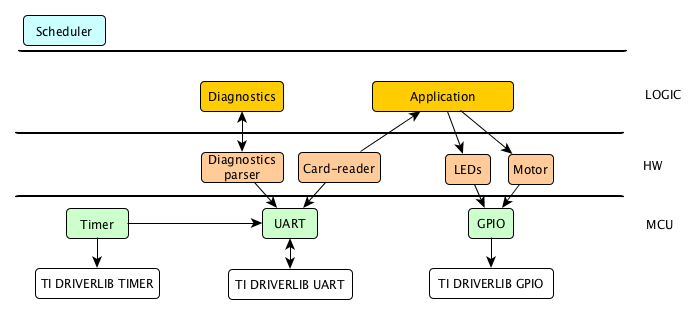 Scheduler
Diagnostics
Application
LOGIC
Diagnostics
parser
Card-reader
LEDs
Motor
HW
Timer
UART
GPIO
MCU
TI DRIVERLIB TIMER
TI DRIVERLIB UART
TI DRIVERLIB GPIO